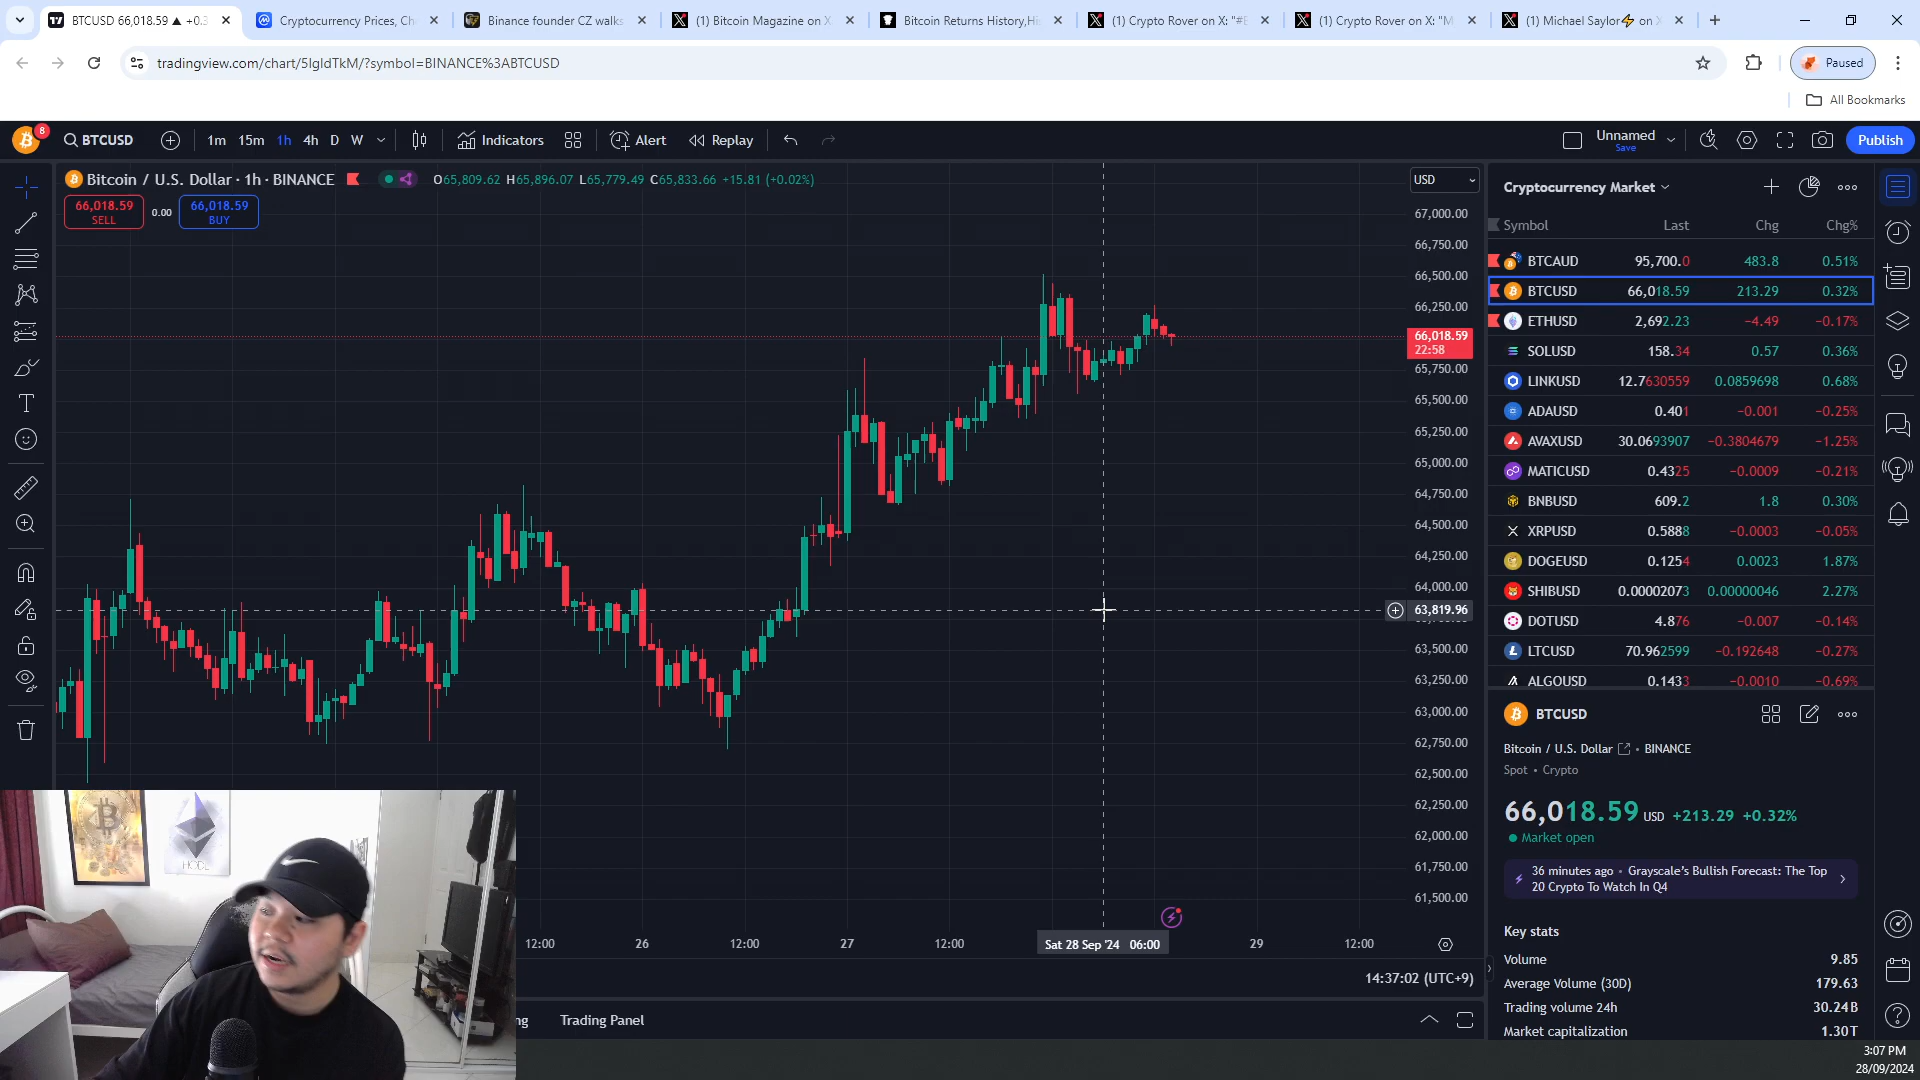 BTCUSD 66,018.59 ▲ +0.3
Cryptocurrency Prices, Ch
Binance founder CZ walks
(1) Bitcoin Magazine on X
Bitcoin Returns History,Hi
(1) Crypto Rover on X: "#B
(1) Crypto Rover on X: "M
(1) Michael Saylor⚡ on X
tradingview.com/chart/5IgIdTkM/?symbol=BINANCE%3ABTCUSD
Paused
All Bookmarks
8
BTCUSD
1m 15m 1h 4h D W
Indicators
Alert
Replay
Unnamed
Save
Publish
Bitcoin / U.S. Dollar · 1h · BINANCE
O65,809.62 H65,896.07 L65,779.49 C65,833.66 +15.81 (+0.02%)
USD
66,018.59
SELL
0.00
66,018.59
BUY
67,000.00
66,750.00
66,500.00
66,250.00
66,018.59
22:58
65,750.00
65,500.00
65,250.00
65,000.00
64,750.00
64,500.00
64,250.00
64,000.00
63,819.96
63,500.00
63,250.00
63,000.00
62,750.00
62,500.00
62,250.00
62,000.00
61,750.00
61,500.00
12:00
26
12:00
27
12:00
Sat 28 Sep '24 06:00
29
12:00
14:37:02 (UTC+9)
ng
Trading Panel
HODL
Cryptocurrency Market
Symbol Last Chg Chg%
BTCAUD 95,700.0 483.8 0.51%
BTCUSD 66,018.59 213.29 0.32%
ETHUSD 2,692.23 −4.49 −0.17%
SOLUSD 158.34 0.57 0.36%
LINKUSD 12.7630559 0.0859698 0.68%
ADAUSD 0.401 −0.001 −0.25%
AVAXUSD 30.0693907 −0.3804679 −1.25%
MATICUSD 0.4325 −0.0009 −0.21%
BNBUSD 609.2 1.8 0.30%
XRPUSD 0.5888 −0.0003 −0.05%
DOGEUSD 0.1254 0.0023 1.87%
SHIBUSD 0.00002073 0.00000046 2.27%
DOTUSD 4.876 −0.007 −0.14%
LTCUSD 70.962599 −0.192648 −0.27%
ALGOUSD 0.1433 −0.0010 −0.69%
BTCUSD
Bitcoin / U.S. Dollar • BINANCE
Spot • Crypto
66,018.59 USD +213.29 +0.32%
Market open
36 minutes ago • Grayscale's Bullish Forecast: The Top
20 Crypto To Watch In Q4
Key stats
Volume 9.85
Average Volume (30D) 179.63
Trading volume 24h 30.24B
Market capitalization 1.30T
3:07 PM
28/09/2024